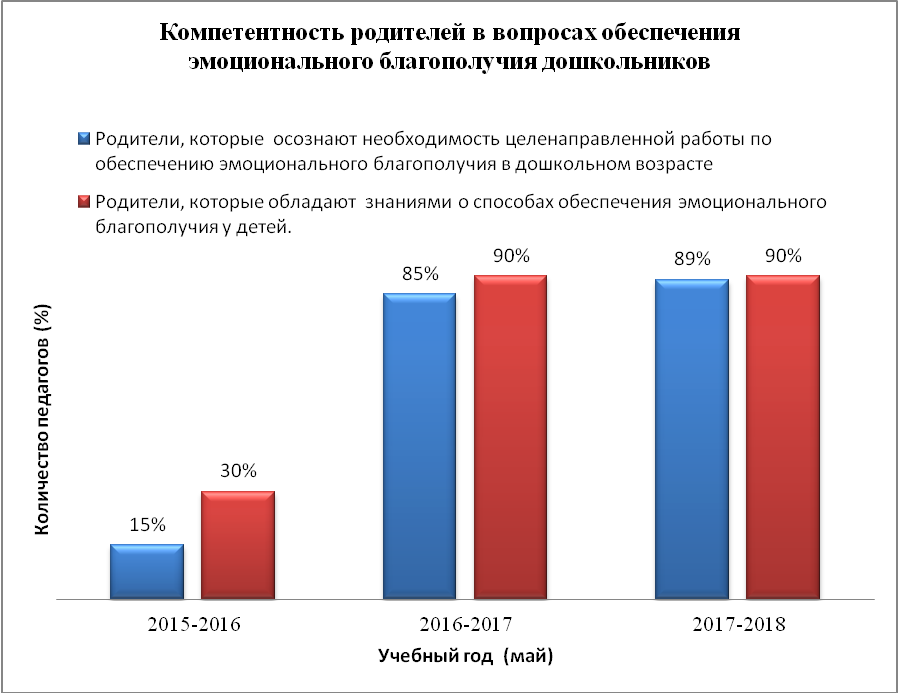 Компетентность родителей в вопросах обеспечения
эмоционального благополучия дошкольников
Родители, которые осознают необходимость целенаправленной работы по
обеспечению эмоционального благополучия в дошкольном возрасте
Родители, которые обладают знаниями о способах обеспечения эмоционального
благополучия у детей.
Количество педагогов (%)
15%
30%
85%
90%
89%
90%
2015-2016
2016-2017
2017-2018
Учебный год (май)